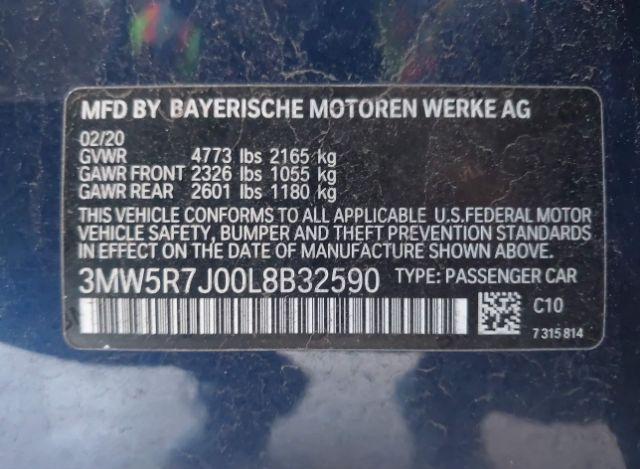 MFD BY BAYERISCHE MOTOREN WERKE AG
02/20
GVWR 4773 lbs 2165 kg
GAWR FRONT 2326 lbs 1055 kg
GAWR REAR 2601 lbs 1180 kg
THIS VEHICLE CONFORMS TO ALL APPLICABLE U.S.FEDERAL MOTOR
VEHICLE SAFETY, BUMPER AND THEFT PREVENTION STANDARDS
IN EFFECT ON THE DATE OF MANUFACTURE SHOWN ABOVE.
3MW5R7J00L8B32590 TYPE: PASSENGER CAR
C10
7 315 814